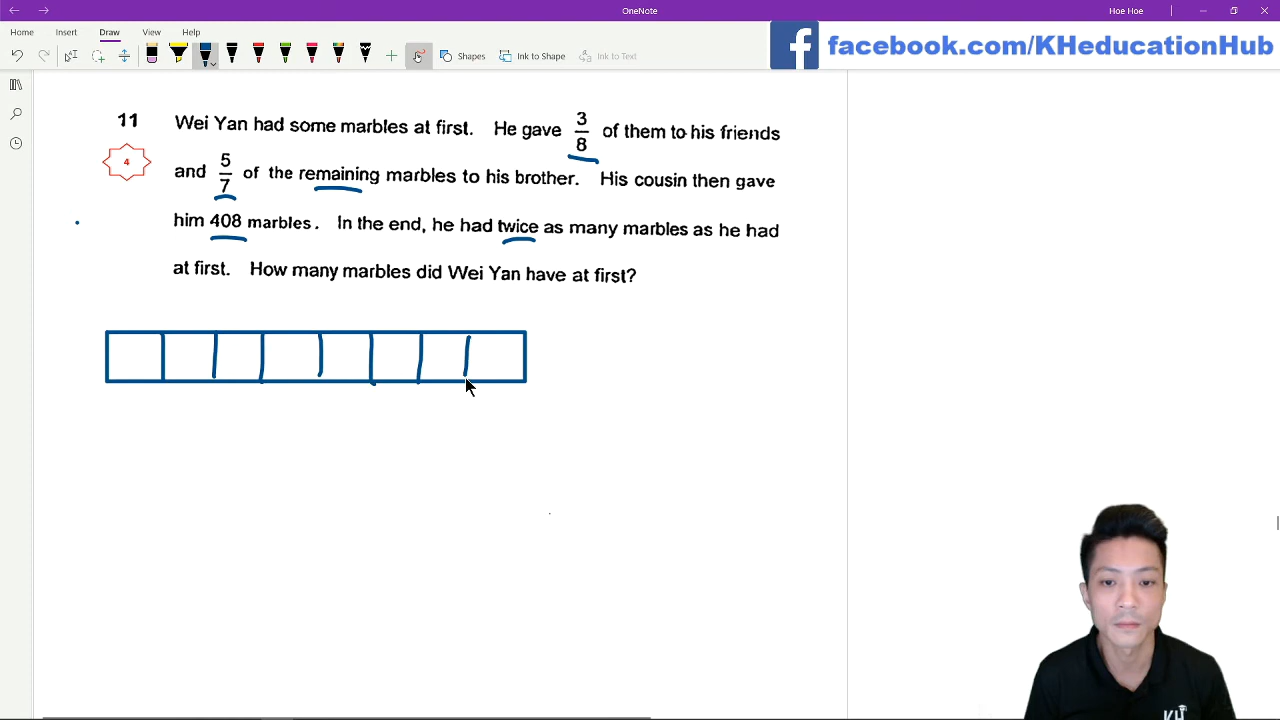 OneNote
Hoe Hoe
Home Insert Draw View Help
Shapes Ink to Shape Ink to Text
facebook.com/KHeducationHub
11 Wei Yan had some marbles at first. He gave 3/8 of them to his friends
4
and 5/7 of the remaining marbles to his brother. His cousin then gave
him 408 marbles. In the end, he had twice as many marbles as he had
at first. How many marbles did Wei Yan have at first?
KH